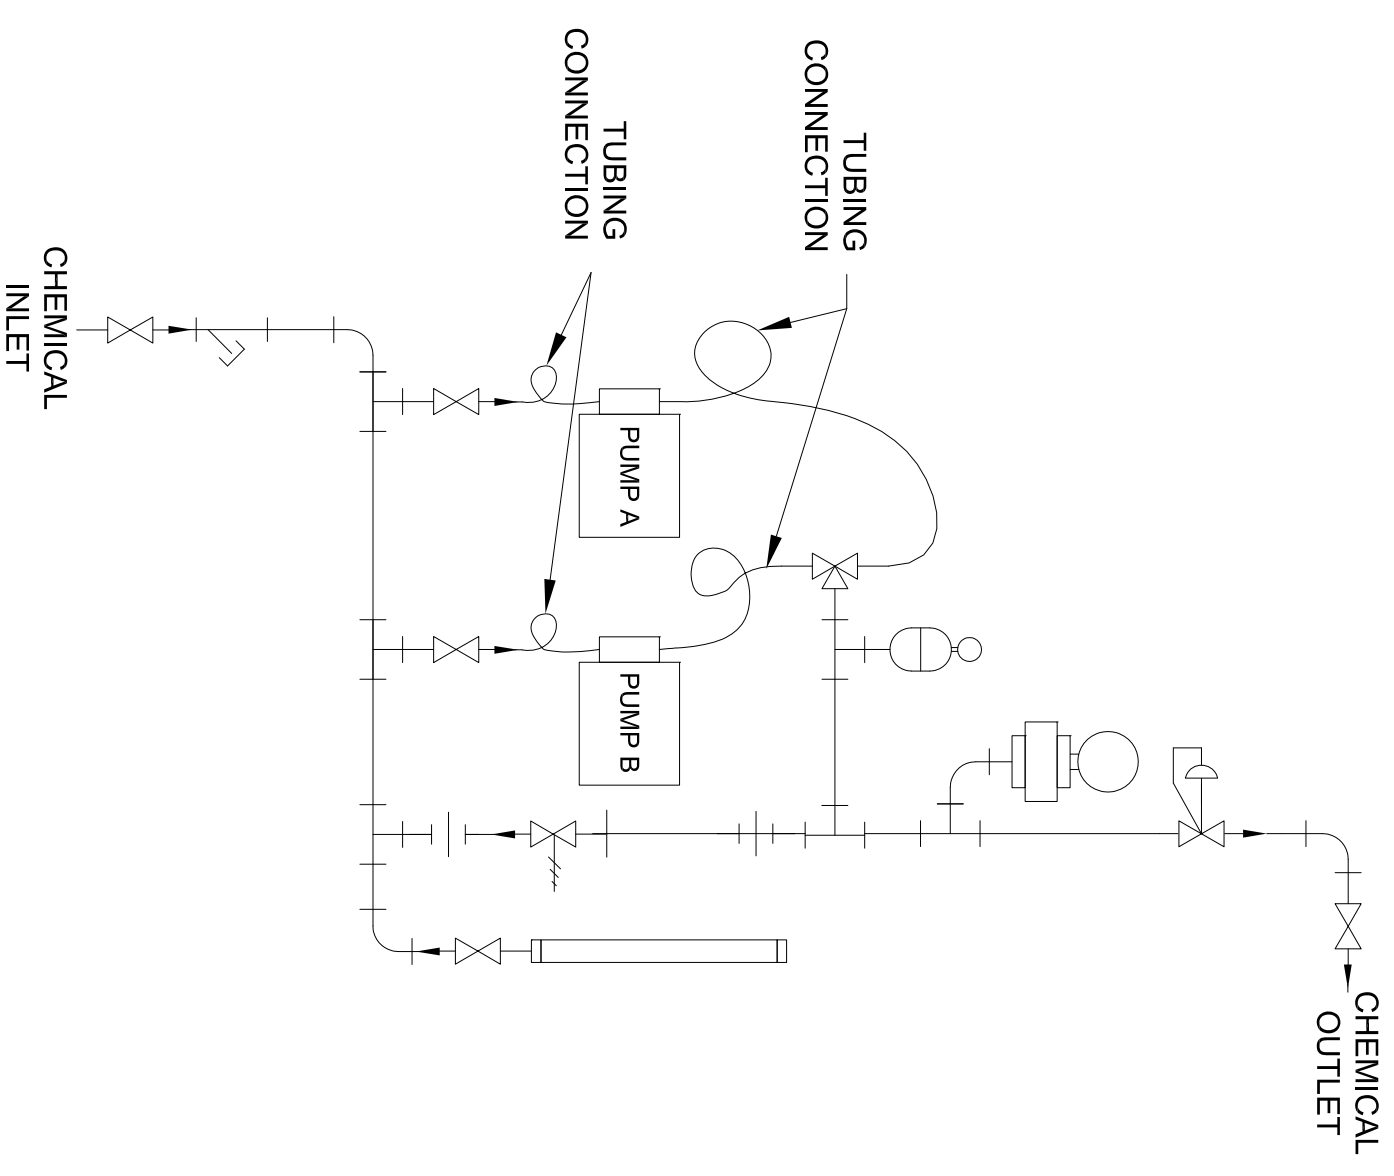 TUBING
CONNECTION
TUBING
CONNECTION
CHEMICAL
INLET
PUMP A
PUMP B
CHEMICAL
OUTLET